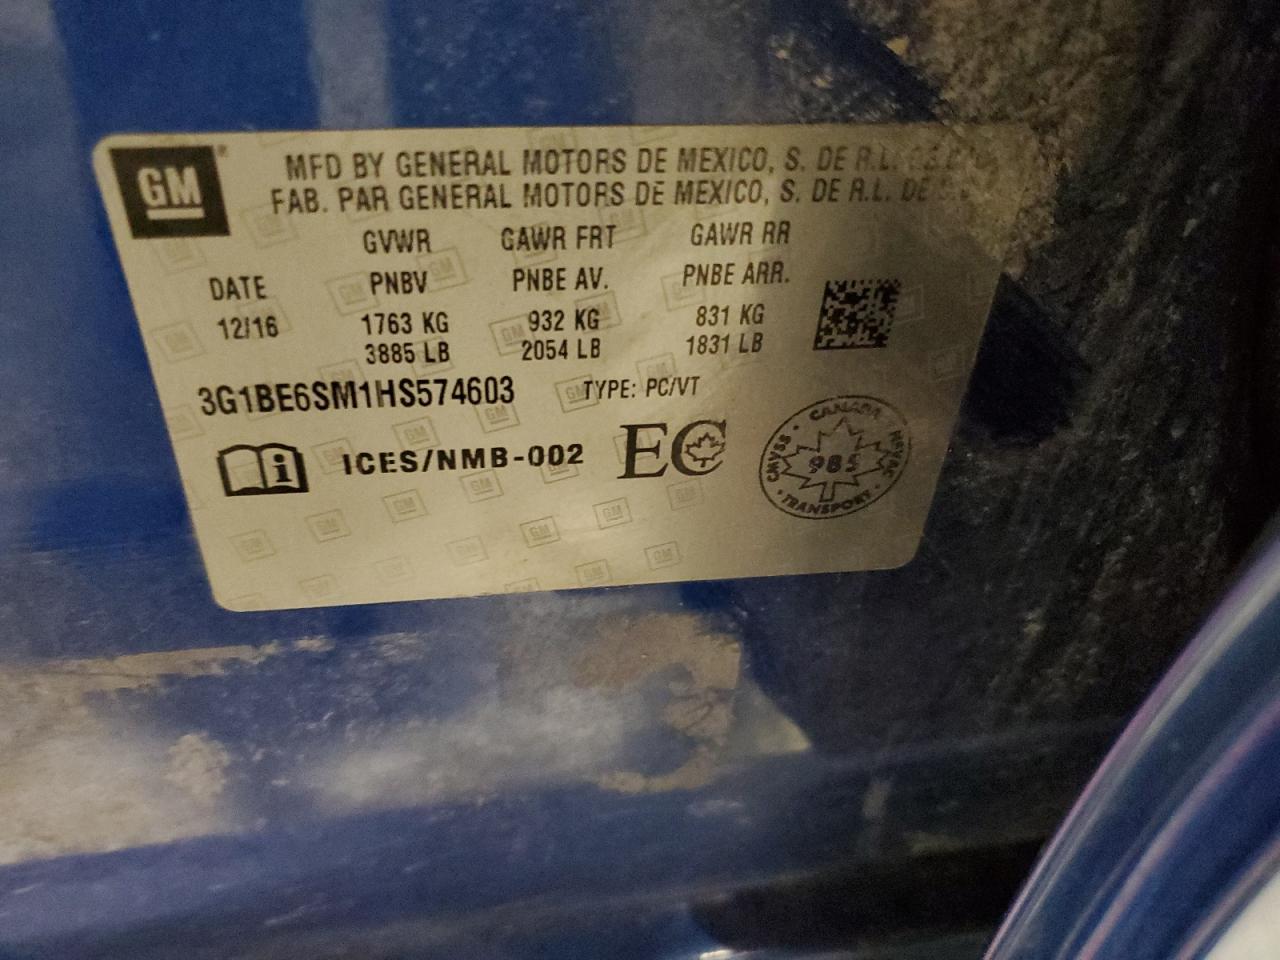 GM
MFD BY GENERAL MOTORS DE MEXICO, S. DE R.L.
FAB. PAR GENERAL MOTORS DE MEXICO, S. DE R.L. DE
GVWR GAWR FRT GAWR RR
DATE PNBV PNBE AV. PNBE ARR.
12/16 1763 KG 932 KG 831 KG
3885 LB 2054 LB 1831 LB
3G1BE6SM1HS574603 TYPE: PC/VT
ICES/NMB-002 EC
CANADA
CMVSS 985 NSVAC
TRANSPORT